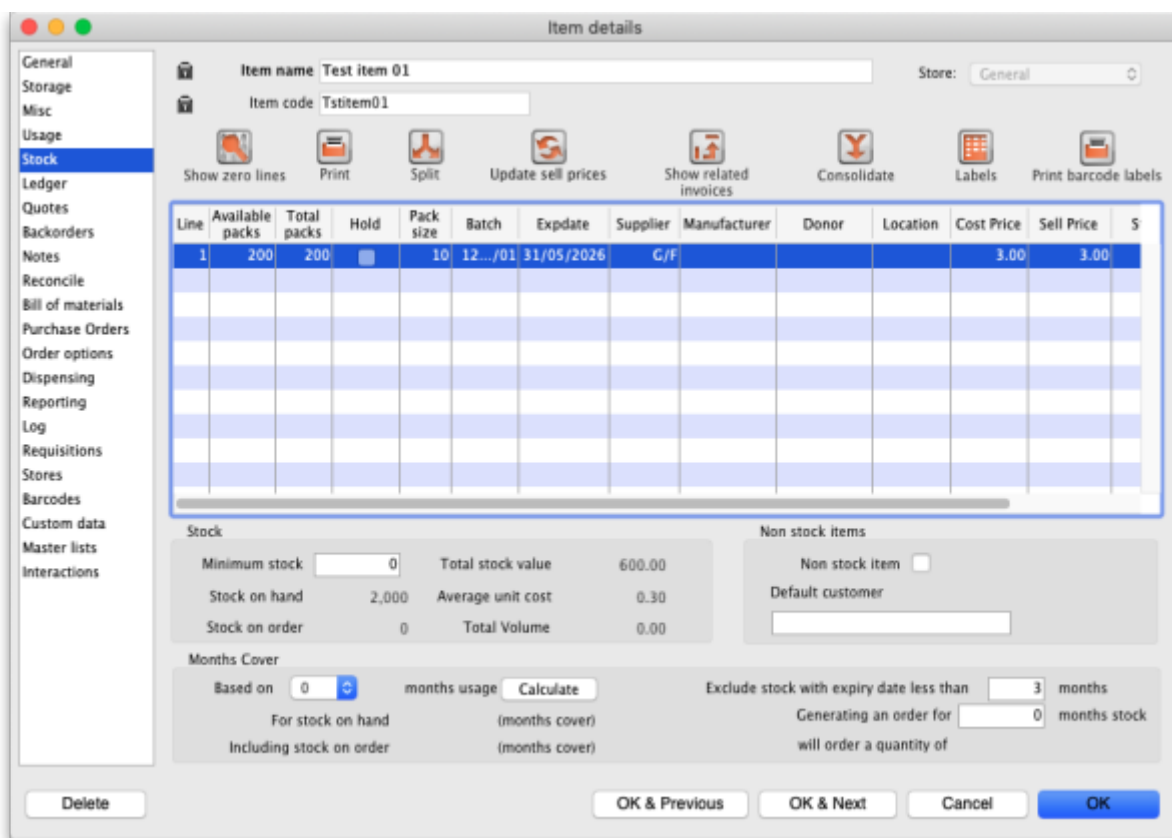 Item details
General
Storage
Misc
Usage
Stock
Ledger
Quotes
Backorders
Notes
Reconcile
Bill of materials
Purchase Orders
Order options
Dispensing
Reporting
Log
Requisitions
Stores
Barcodes
Custom data
Master lists
Interactions
Item name Test item 01 Store: General
Item code Tstitem01
Show zero lines Print Split Update sell prices Show related invoices Consolidate Labels Print barcode labels
Line Available packs Total packs Hold Pack size Batch Expdate Supplier Manufacturer Donor Location Cost Price Sell Price S
1 200 200 10 12.../01 31/05/2026 G/F 3.00 3.00
Stock Non stock items
Minimum stock 0 Total stock value 600.00 Non stock item
Stock on hand 2,000 Average unit cost 0.30 Default customer
Stock on order 0 Total Volume 0.00
Months Cover
Based on 0 months usage Calculate Exclude stock with expiry date less than 3 months
For stock on hand (months cover) Generating an order for 0 months stock
Including stock on order (months cover) will order a quantity of
Delete OK & Previous OK & Next Cancel OK